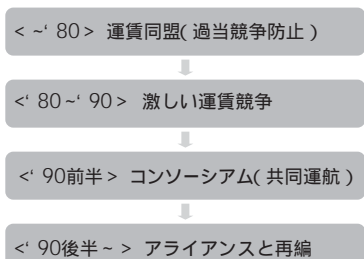 < ~‘ 80 > 運賃同盟( 過当競争防止 )
<‘ 80 ~‘ 90 > 激しい運賃競争
<‘ 90前半 > コンソーシアム( 共同運航 )
<‘ 90後半 ~ > アライアンスと再編